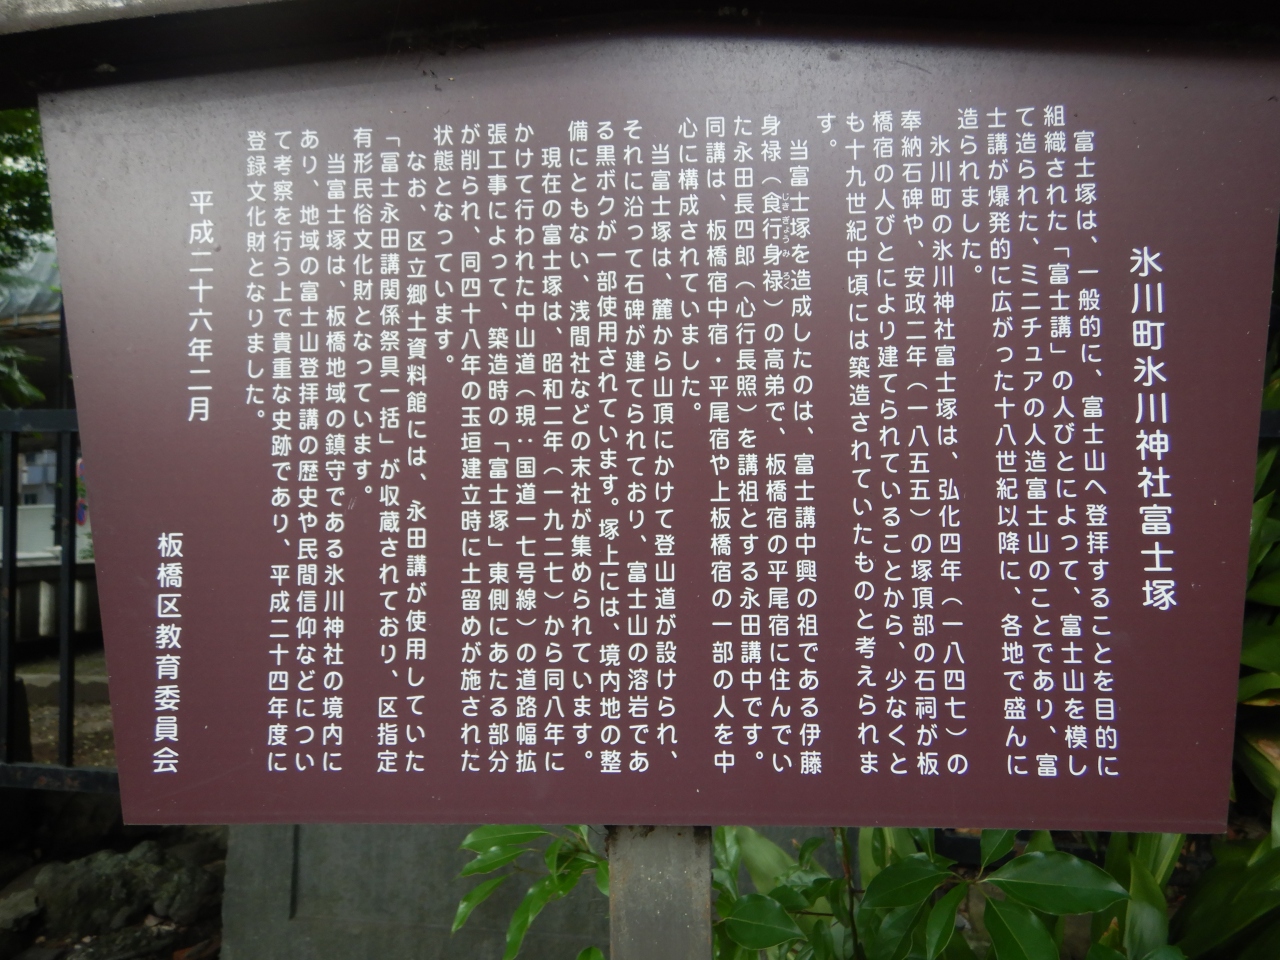 氷川町氷川神社富士塚
富士塚は、一般的に、富士山へ登拝することを目的に
組織された「富士講」の人びとによって、富士山を模し
て造られた、ミニチュアの人造富士山のことであり、富
士講が爆発的に広がった十八世紀以降に、各地で盛んに
造られました。
氷川町の氷川神社富士塚は、弘化四年（一八四七）の
奉納石碑や、安政二年（一八五五）の塚頂部の石祠が板
橋宿の人びとにより建てられていることから、少なくと
も十九世紀中頃には築造されていたものと考えられま
す。
当富士塚を造成したのは、富士講中興の祖である伊藤
身禄（食行身禄）の高弟で、板橋宿の平尾宿に住んでい
じきぎょうみろく
た永田長四郎（心行長照）を講祖とする永田講中です。
同講は、板橋宿中宿・平尾宿や上板橋宿の一部の人を中
心に構成されていました。
当富士塚は、麓から山頂にかけて登山道が設けられ、
それに沿って石碑が建てられており、富士山の溶岩であ
る黒ボクが一部使用されています。塚上には、境内地の整
備にともない、浅間社などの末社が集められています。
現在の富士塚は、昭和二年（一九二七）から同八年に
かけて行われた中山道（現：国道一七号線）の道路幅拡
張工事によって、築造時の「富士塚」東側にあたる部分
が削られ、同四十八年の玉垣建立時に土留めが施された
状態となっています。
なお、区立郷土資料館には、永田講が使用していた
「富士永田講関係祭具一括」が収蔵されており、区指定
有形民俗文化財となっています。
当富士塚は、板橋地域の鎮守である氷川神社の境内に
あり、地域の富士山登拝講の歴史や民間信仰などについ
て考察を行う上で貴重な史跡であり、平成二十四年度に
登録文化財となりました。
平成二十六年二月
板橋区教育委員会